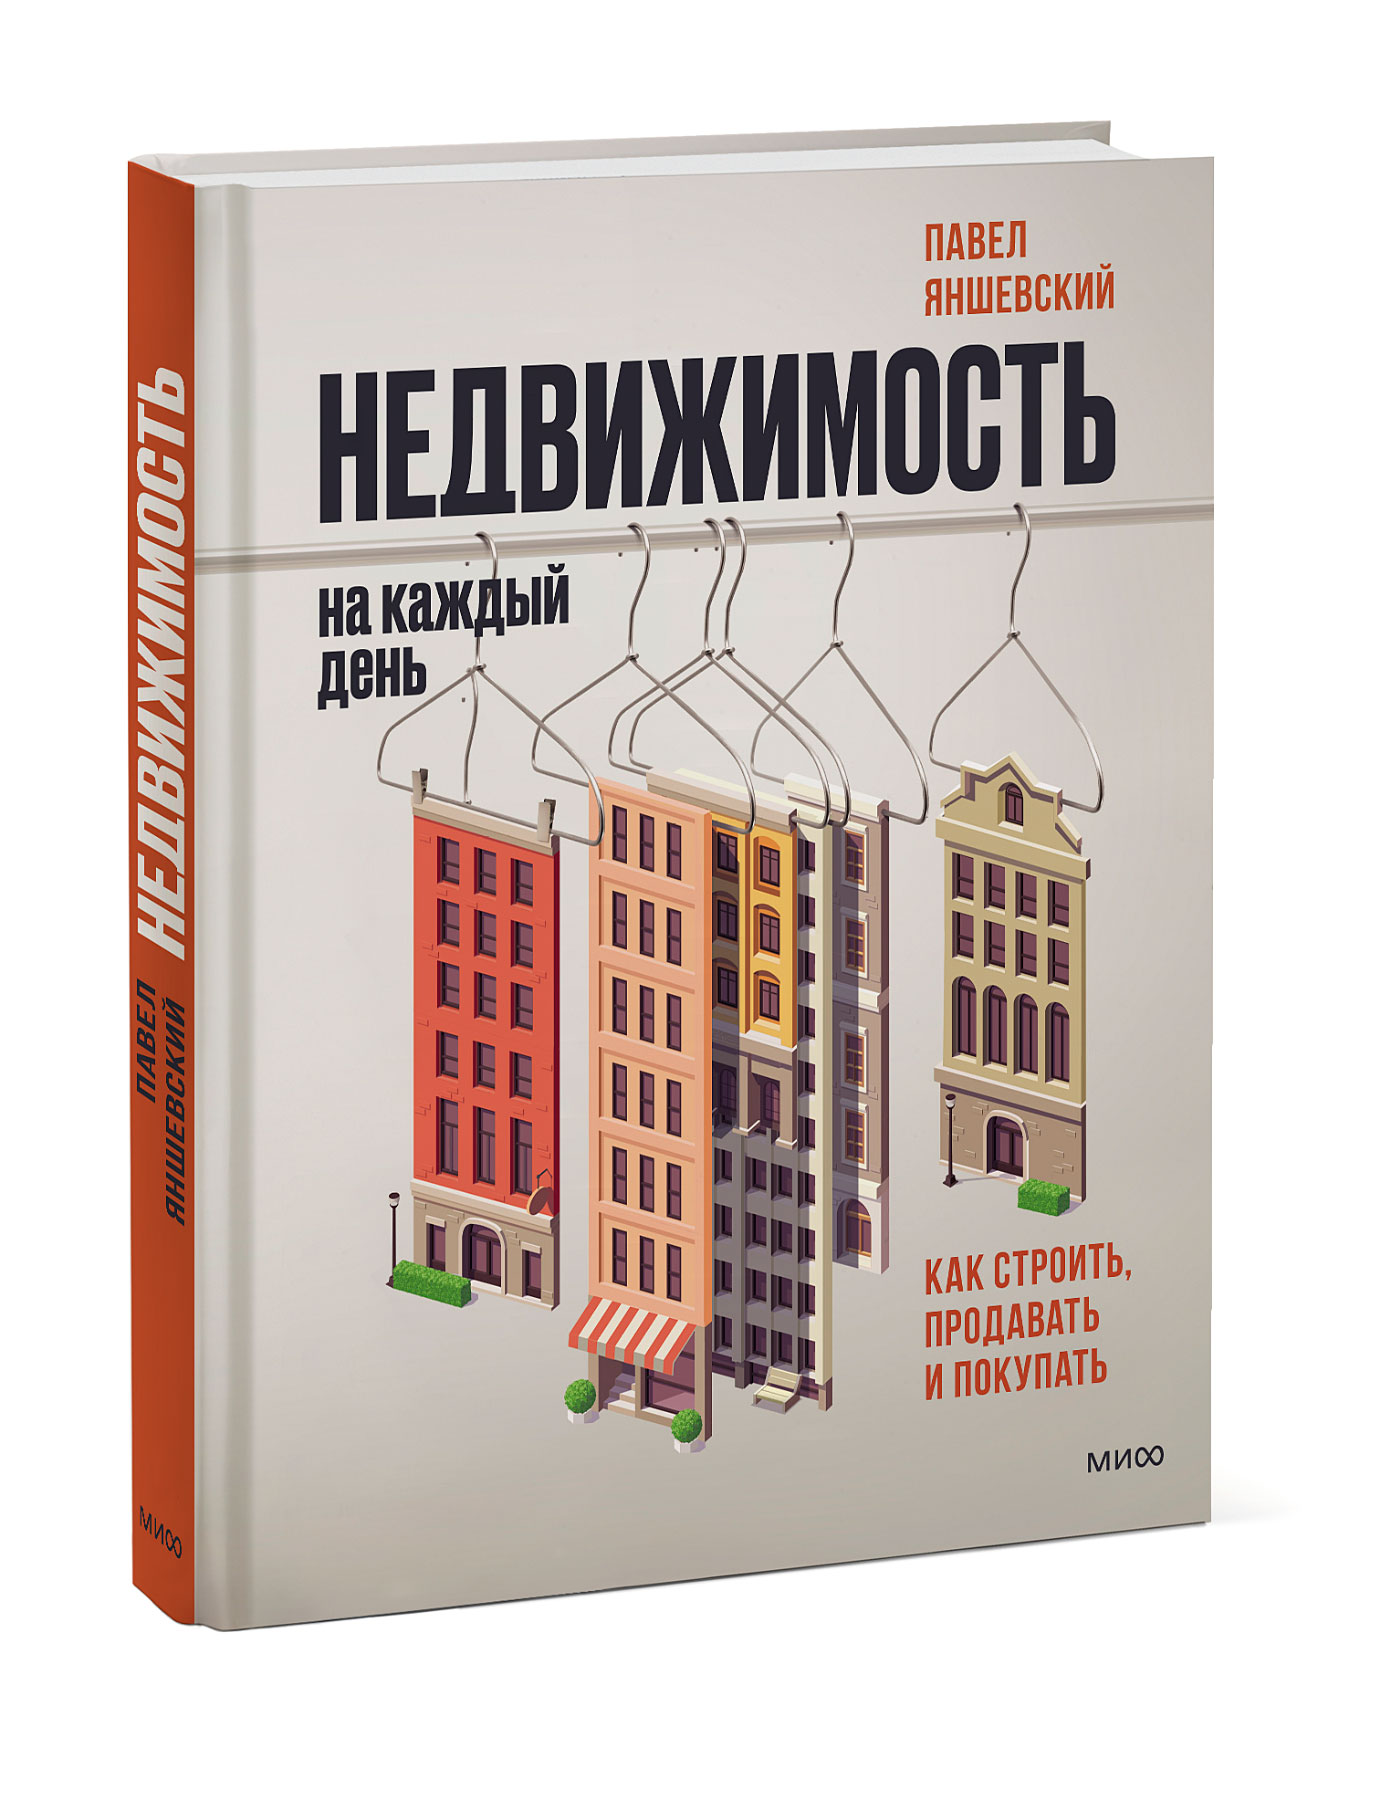 ПАВЕЛ
ЯНШЕВСКИЙ
НЕДВИЖИМОСТЬ
на каждый
день
КАК СТРОИТЬ,
ПРОДАВАТЬ
И ПОКУПАТЬ
МИФ
НЕДВИЖИМОСТЬ
ПАВЕЛ
ЯНШЕВСКИЙ
МИФ